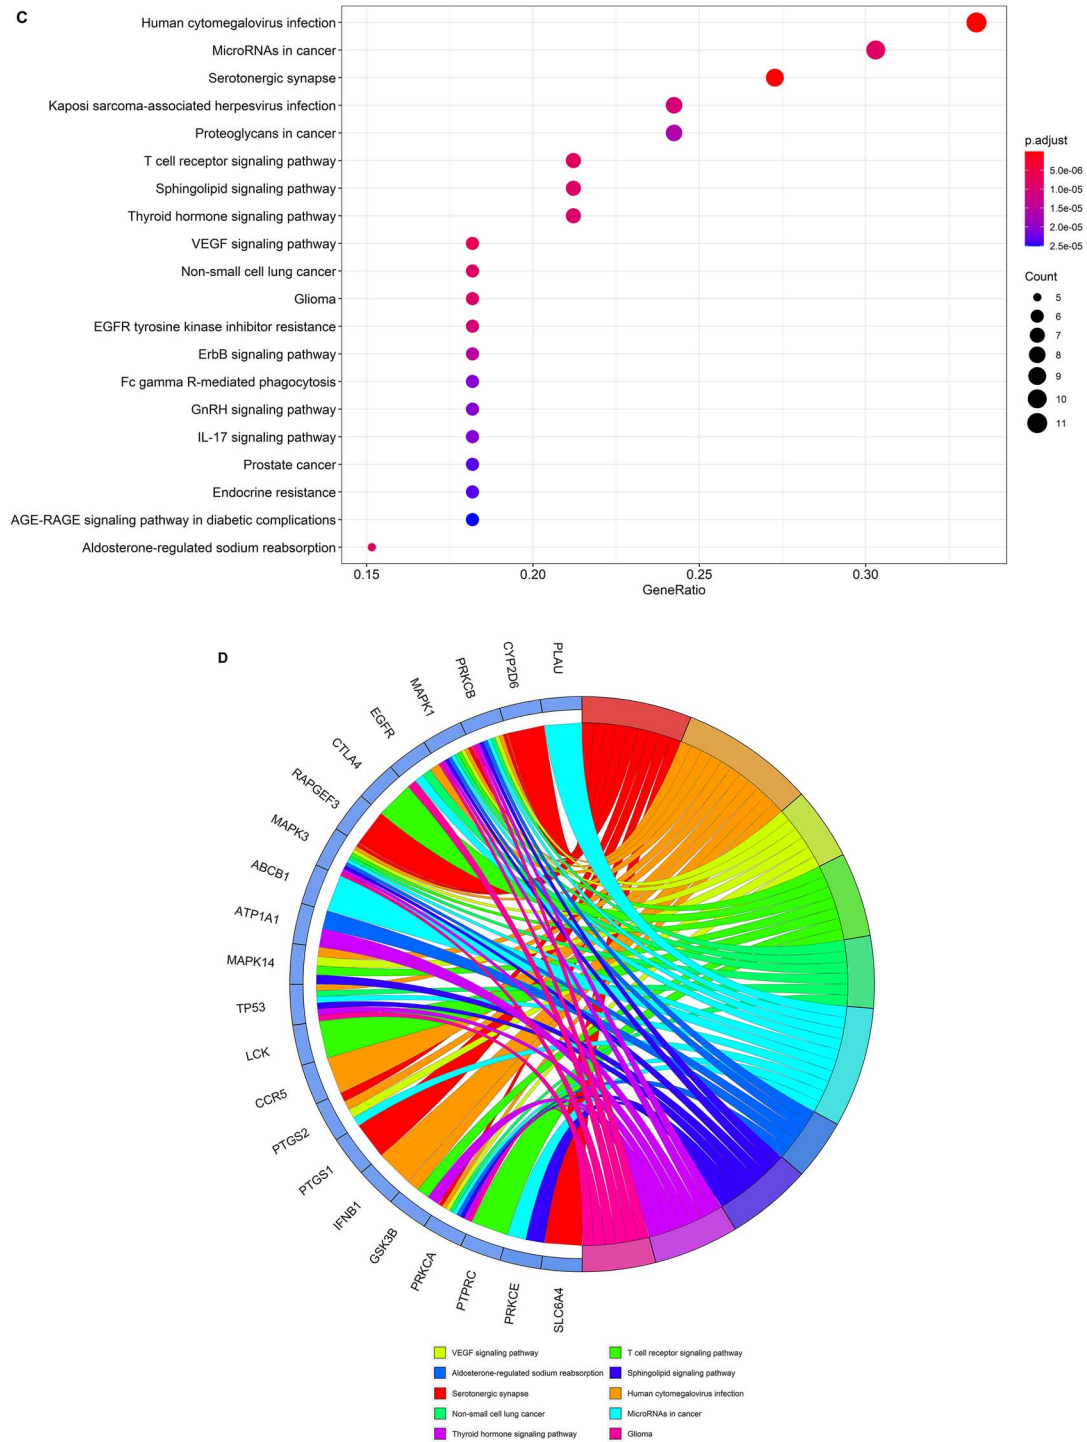 C
Human cytomegalovirus infection
MicroRNAs in cancer
Serotonergic synapse
Kaposi sarcoma-associated herpesvirus infection
Proteoglycans in cancer
T cell receptor signaling pathway
Sphingolipid signaling pathway
Thyroid hormone signaling pathway
VEGF signaling pathway
Non-small cell lung cancer
Glioma
EGFR tyrosine kinase inhibitor resistance
ErbB signaling pathway
Fc gamma R-mediated phagocytosis
GnRH signaling pathway
IL-17 signaling pathway
Prostate cancer
Endocrine resistance
AGE-RAGE signaling pathway in diabetic complications
Aldosterone-regulated sodium reabsorption
0.15 0.20 0.25 0.30
GeneRatio
p.adjust
5.0e-06
1.0e-05
1.5e-05
2.0e-05
2.5e-05
Count
5
6
7
8
9
10
11
D
PLAU
CYP2D6
PRKCB
MAPK1
EGFR
CTLA4
RAPGEF3
MAPK3
ABCB1
ATP1A1
MAPK14
TP53
LCK
CCR5
PTGS2
PTGS1
IFNB1
GSK3B
PRKCA
PTPRC
PRKCE
SLC6A4
VEGF signaling pathway
T cell receptor signaling pathway
Aldosterone-regulated sodium reabsorption
Sphingolipid signaling pathway
Serotonergic synapse
Human cytomegalovirus infection
Non-small cell lung cancer
MicroRNAs in cancer
Thyroid hormone signaling pathway
Glioma